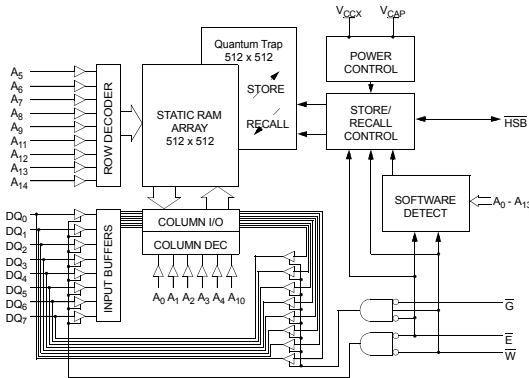 V_CCX V_CAP
Quantum Trap
512 x 512
POWER
CONTROL
STORE
RECALL
STATIC RAM
ARRAY
512 x 512
ROW DECODER
A5
A6
A7
A8
A9
A11
A12
A13
A14
STORE/
RECALL
CONTROL
HSB
SOFTWARE
DETECT
A0 - A13
DQ0
DQ1
DQ2
DQ3
DQ4
DQ5
DQ6
DQ7
INPUT BUFFERS
COLUMN I/O
COLUMN DEC
A0 A1 A2 A3 A4 A10
G
E
W